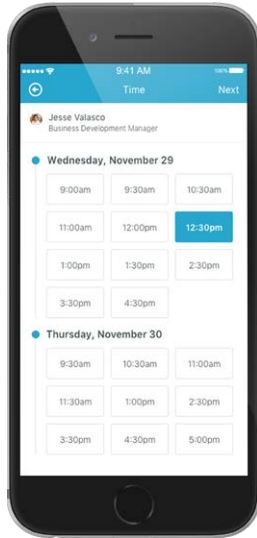 9:41 AM
100%
Time
Next
Jesse Valasco
Business Development Manager
Wednesday, November 29
9:00am 9:30am 10:30am
11:00am 12:00pm 12:30pm
1:00pm 1:30pm 2:30pm
3:30pm 4:30pm
Thursday, November 30
9:30am 10:30am 11:00am
11:30am 1:00pm 2:30pm
3:30pm 4:30pm 5:00pm